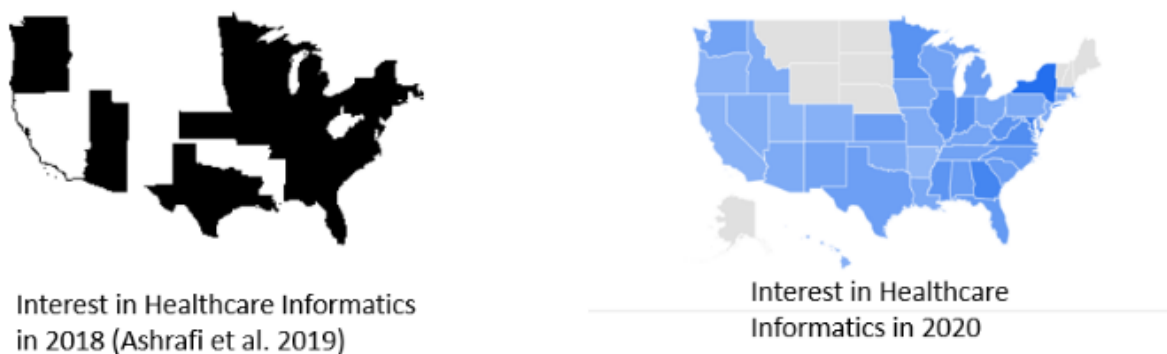 Interest in Healthcare Informatics
in 2018 (Ashrafi et al. 2019)
Interest in Healthcare
Informatics in 2020